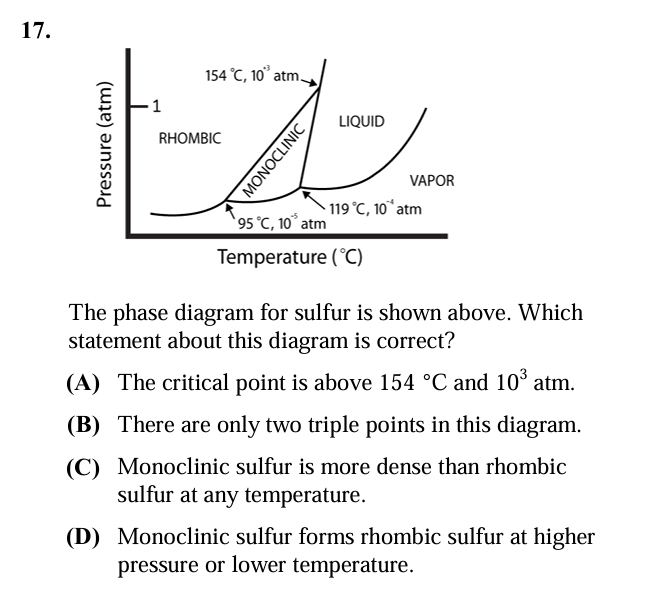 17.
154 °C, 10⁺³ atm
1
LIQUID
RHOMBIC
MONOCLINIC
Pressure (atm)
VAPOR
119 °C, 10⁻⁴ atm
95 °C, 10⁻⁵ atm
Temperature (°C)
The phase diagram for sulfur is shown above. Which
statement about this diagram is correct?
(A) The critical point is above 154 °C and 10³ atm.
(B) There are only two triple points in this diagram.
(C) Monoclinic sulfur is more dense than rhombic
sulfur at any temperature.
(D) Monoclinic sulfur forms rhombic sulfur at higher
pressure or lower temperature.